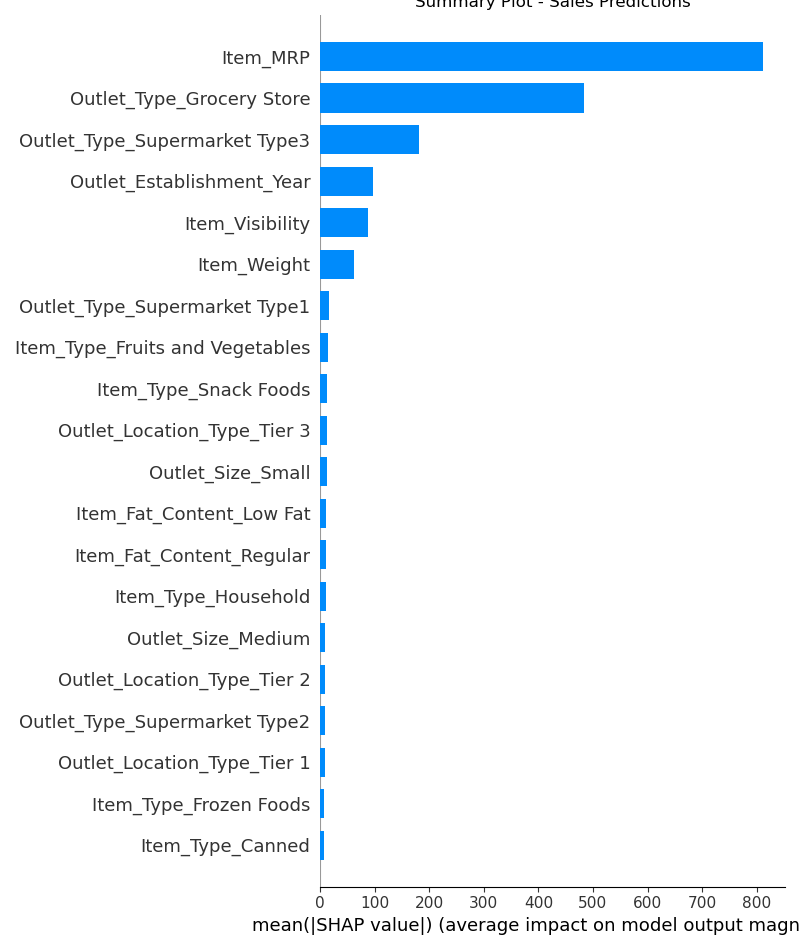 Summary Plot - Sales Predictions
Item_MRP
Outlet_Type_Grocery Store
Outlet_Type_Supermarket Type3
Outlet_Establishment_Year
Item_Visibility
Item_Weight
Outlet_Type_Supermarket Type1
Item_Type_Fruits and Vegetables
Item_Type_Snack Foods
Outlet_Location_Type_Tier 3
Outlet_Size_Small
Item_Fat_Content_Low Fat
Item_Fat_Content_Regular
Item_Type_Household
Outlet_Size_Medium
Outlet_Location_Type_Tier 2
Outlet_Type_Supermarket Type2
Outlet_Location_Type_Tier 1
Item_Type_Frozen Foods
Item_Type_Canned
0 100 200 300 400 500 600 700 800
mean(|SHAP value|) (average impact on model output magn